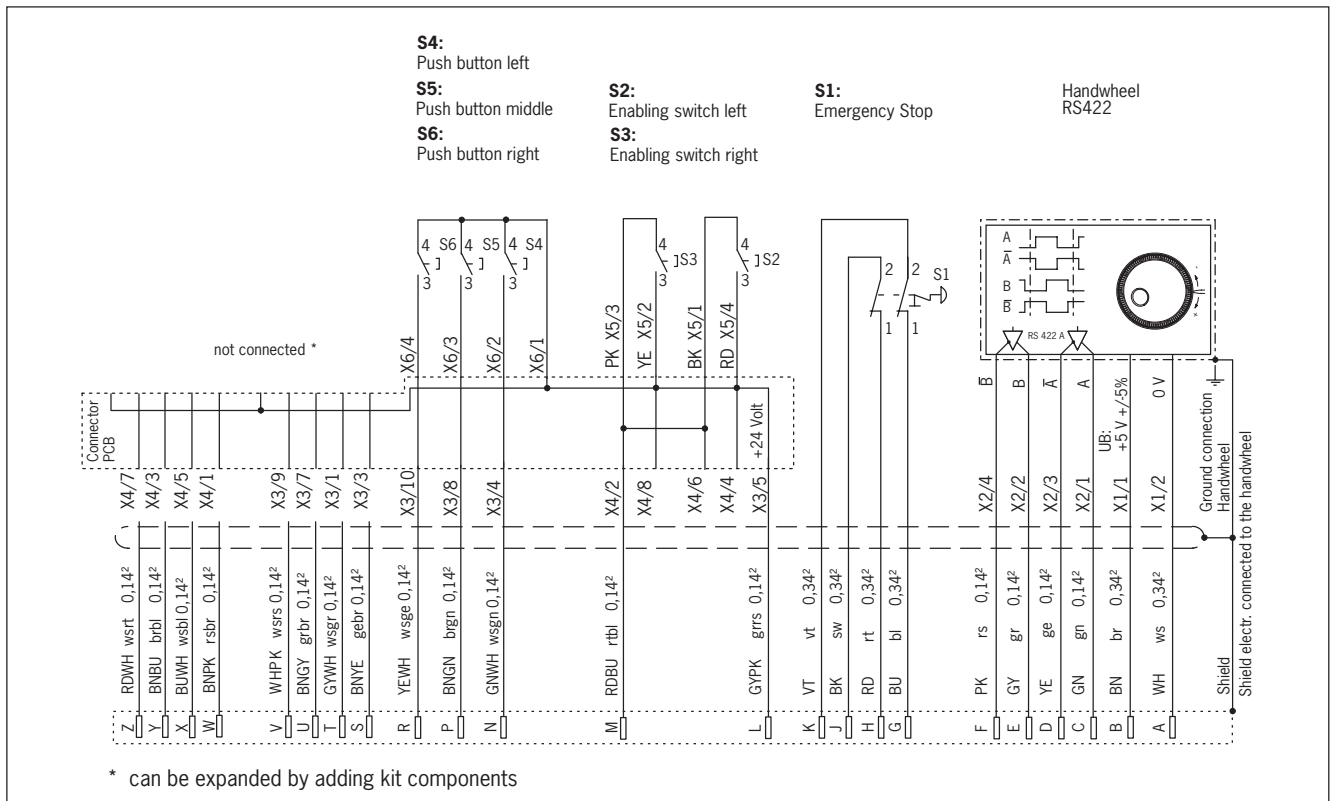 S4:
Push button left
S5:
Push button middle
S6:
Push button right
S2:
Enabling switch left
S3:
Enabling switch right
S1:
Emergency Stop
Handwheel
RS422
4 S6 4 S5 4 S4
3 3 3
4 S3 4 S2
3 3
2 2 S1
1 1
A
A̅
B
B̅
RS 422 A
-
+
not connected *
X6/4
X6/3
X6/2
X6/1
PK X5/3
YE X5/2
BK X5/1
RD X5/4
B̅
B
A̅
A
UB:
+5 V +/-5%
0 V
Ground connection
Handwheel
Connector
PCB
+24 Volt
X4/7
X4/3
X4/5
X4/1
X3/9
X3/7
X3/1
X3/3
X3/10
X3/8
X3/4
X4/2
X4/8
X4/6
X4/4
X3/5
X2/4
X2/2
X2/3
X2/1
X1/1
X1/2
Z RDWH wsrt 0,14²
Y BNBU brbl 0,14²
X BUWH wsbl 0,14²
W BNPK rsbr 0,14²
V WHPK wsrs 0,14²
U BNGY grbr 0,14²
T GYWH wsgr 0,14²
S BNYE gebr 0,14²
R YEWH wsge 0,14²
P BNGN brgn 0,14²
N GNWH wsgn 0,14²
M RDBU rtbl 0,14²
L GYPK grrs 0,14²
K VT vt 0,34²
J BK sw 0,34²
H RD rt 0,34²
G BU bl 0,34²
F PK rs 0,14²
E GY gr 0,14²
D YE ge 0,14²
C GN gn 0,14²
B BN br 0,34²
A WH ws 0,34²
Shield
Shield electr. connected to the handwheel
* can be expanded by adding kit components